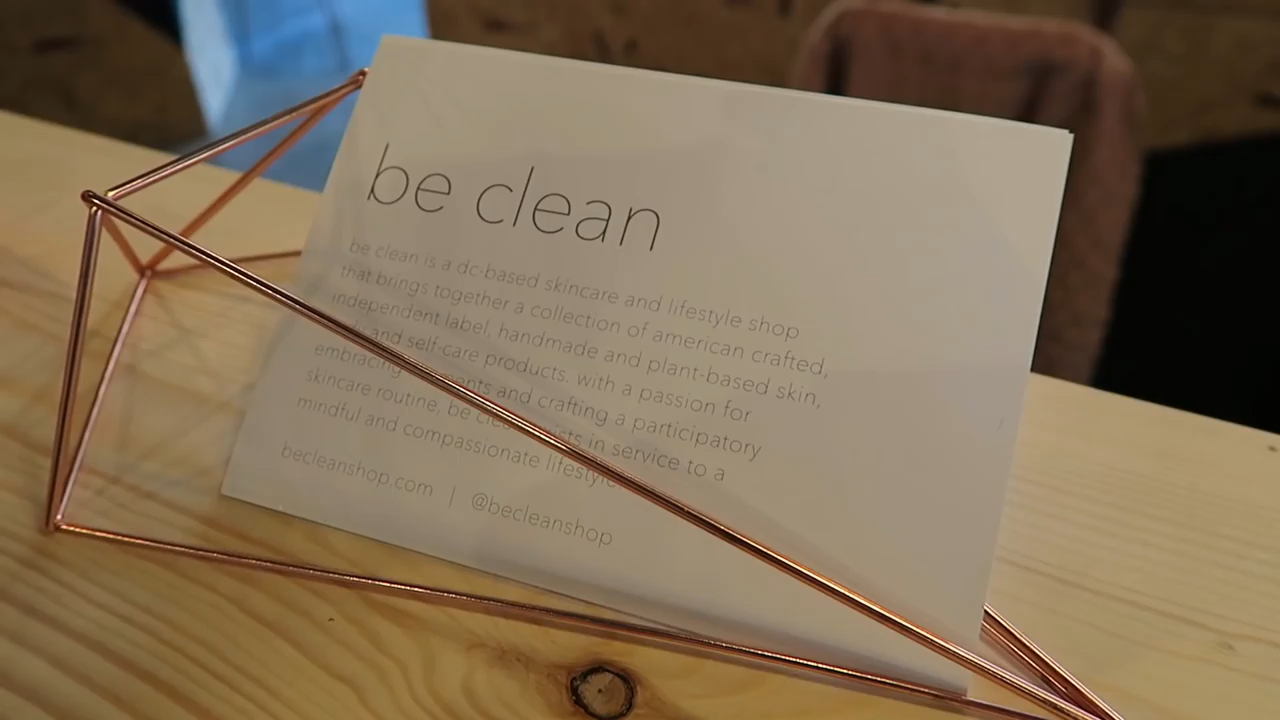 be clean
be clean is a dc-based skincare and lifestyle shop
that brings together a collection of american crafted,
independent label, handmade and plant-based skin,
and self-care products. with a passion for
embracing and crafting a participatory
skincare routine, be clean in service to a
mindful and compassionate lifestyle
becleanshop.com | @becleanshop